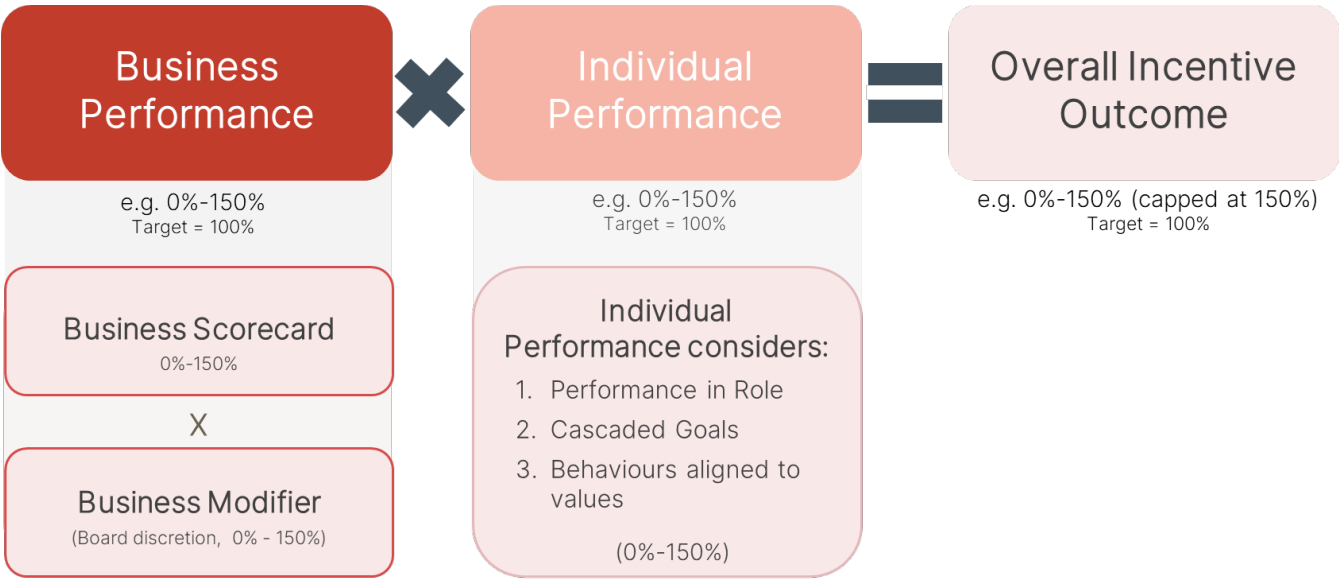 Business
Performance
e.g. 0%-150%
Target = 100%
Business Scorecard
0%-150%
X
Business Modifier
(Board discretion, 0% - 150%)
Individual
Performance
e.g. 0%-150%
Target = 100%
Individual
Performance considers:
1. Performance in Role
2. Cascaded Goals
3. Behaviours aligned to
values
(0%-150%)
Overall Incentive
Outcome
e.g. 0%-150% (capped at 150%)
Target = 100%